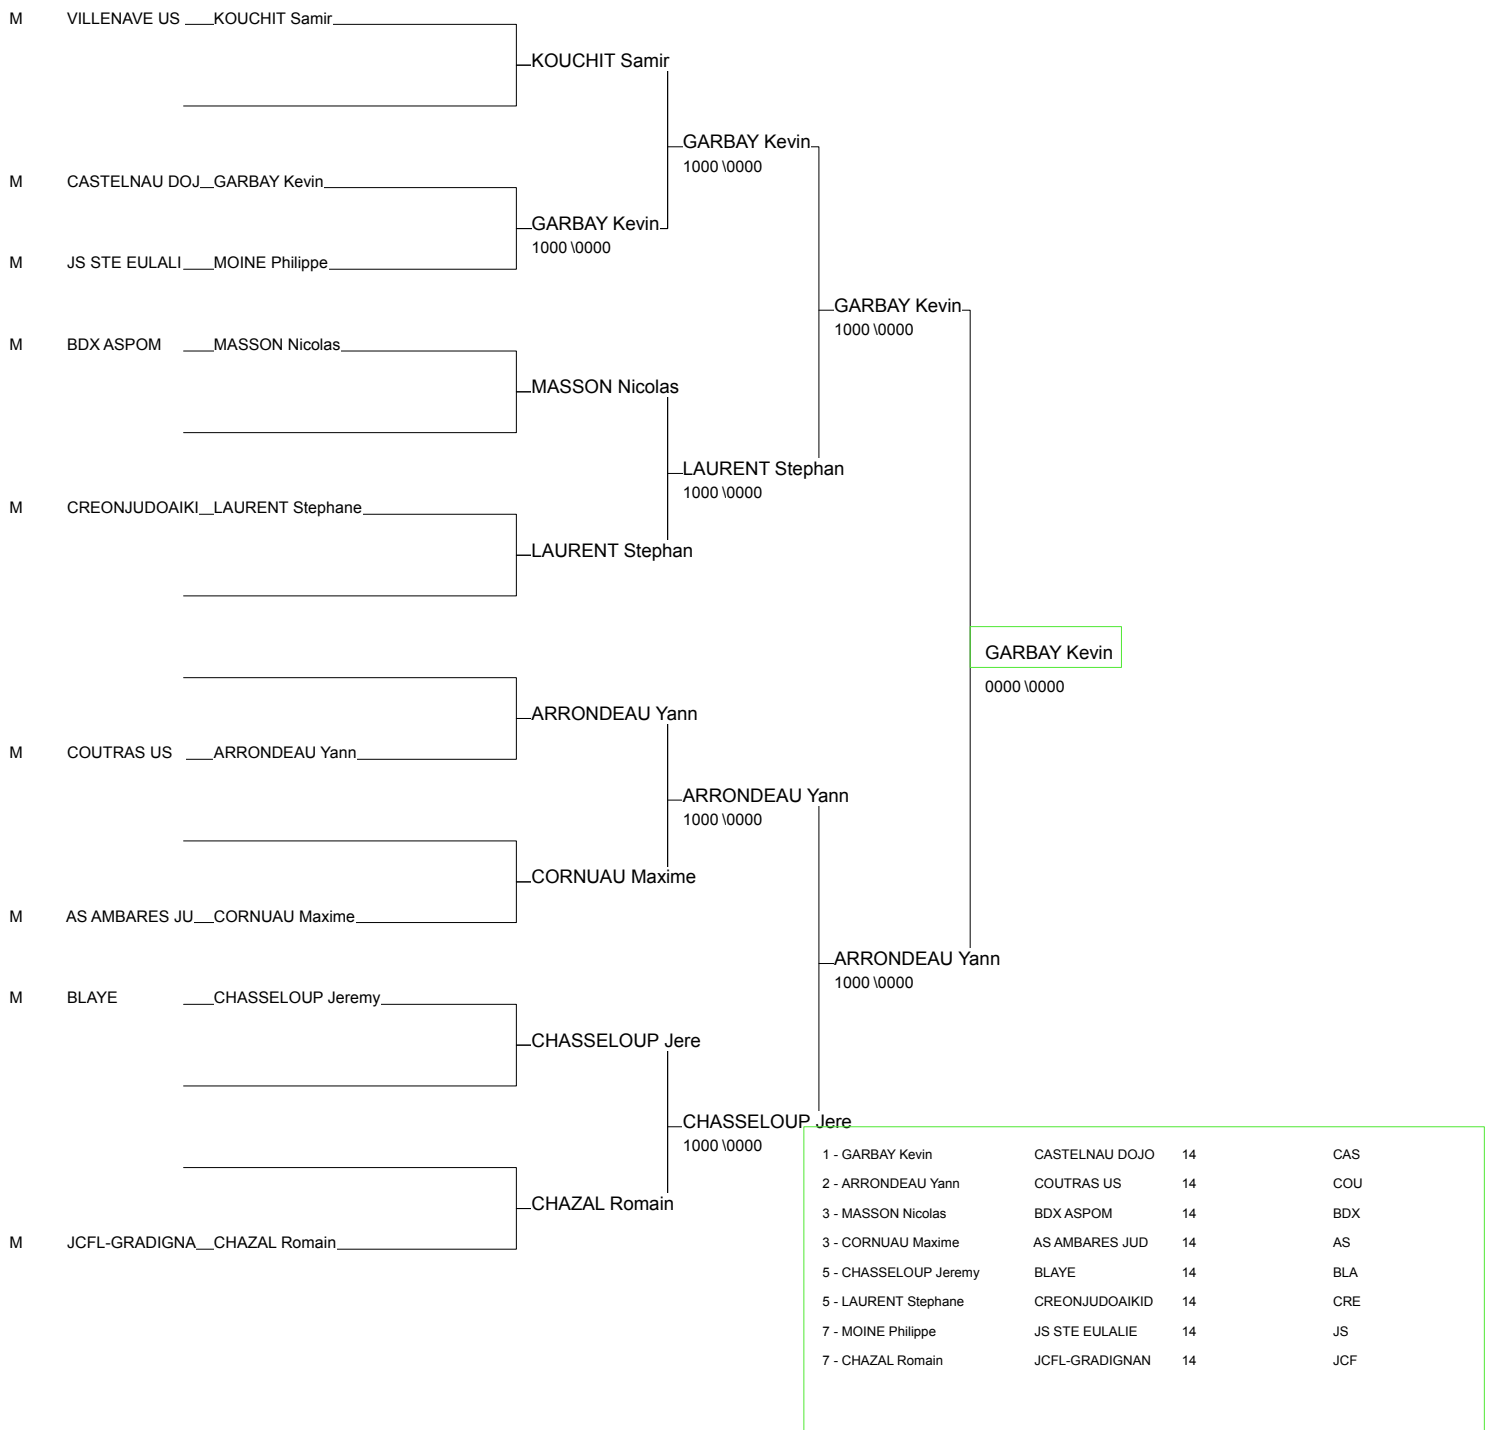 M VILLENAVE US KOUCHIT Samir
KOUCHIT Samir
GARBAY Kevin
1000 \0000
M CASTELNAU DOJ GARBAY Kevin
GARBAY Kevin
1000 \0000
M JS STE EULALI MOINE Philippe
GARBAY Kevin
1000 \0000
M BDX ASPOM MASSON Nicolas
MASSON Nicolas
LAURENT Stephan
1000 \0000
M CREONJUDOAIKI LAURENT Stephane
LAURENT Stephan
GARBAY Kevin
0000 \0000
ARRONDEAU Yann
M COUTRAS US ARRONDEAU Yann
ARRONDEAU Yann
1000 \0000
CORNUAU Maxime
M AS AMBARES JU CORNUAU Maxime
ARRONDEAU Yann
1000 \0000
M BLAYE CHASSELOUP Jeremy
CHASSELOUP Jere
CHASSELOUP Jere
1000 \0000
CHAZAL Romain
M JCFL-GRADIGNA CHAZAL Romain
1 - GARBAY Kevin CASTELNAU DOJO 14 CAS
2 - ARRONDEAU Yann COUTRAS US 14 COU
3 - MASSON Nicolas BDX ASPOM 14 BDX
3 - CORNUAU Maxime AS AMBARES JUD 14 AS
5 - CHASSELOUP Jeremy BLAYE 14 BLA
5 - LAURENT Stephane CREONJUDOAIKID 14 CRE
7 - MOINE Philippe JS STE EULALIE 14 JS
7 - CHAZAL Romain JCFL-GRADIGNAN 14 JCF